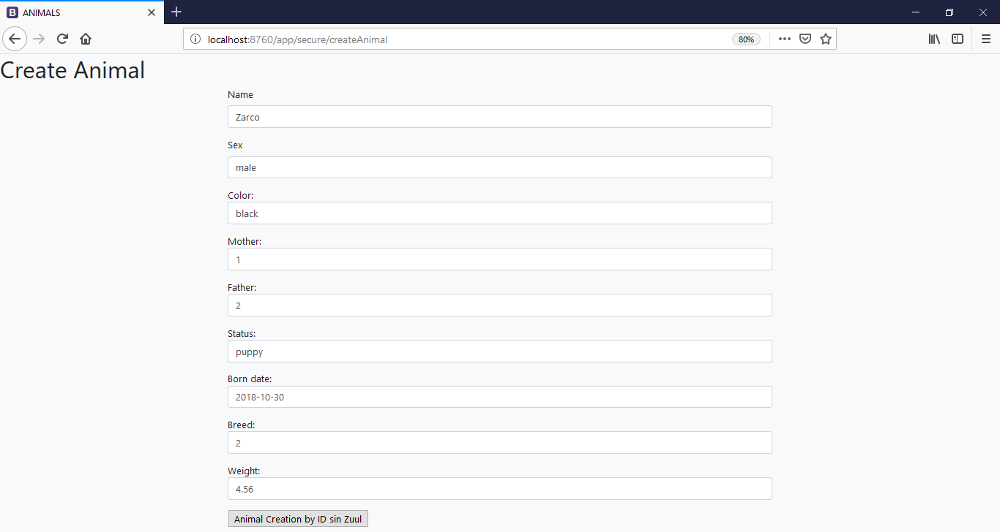 B ANIMALS
localhost:8760/app/secure/createAnimal 80%
Create Animal
Name
Zarco
Sex
male
Color:
black
Mother:
1
Father:
2
Status:
puppy
Born date:
2018-10-30
Breed:
2
Weight:
4.56
Animal Creation by ID sin Zuul